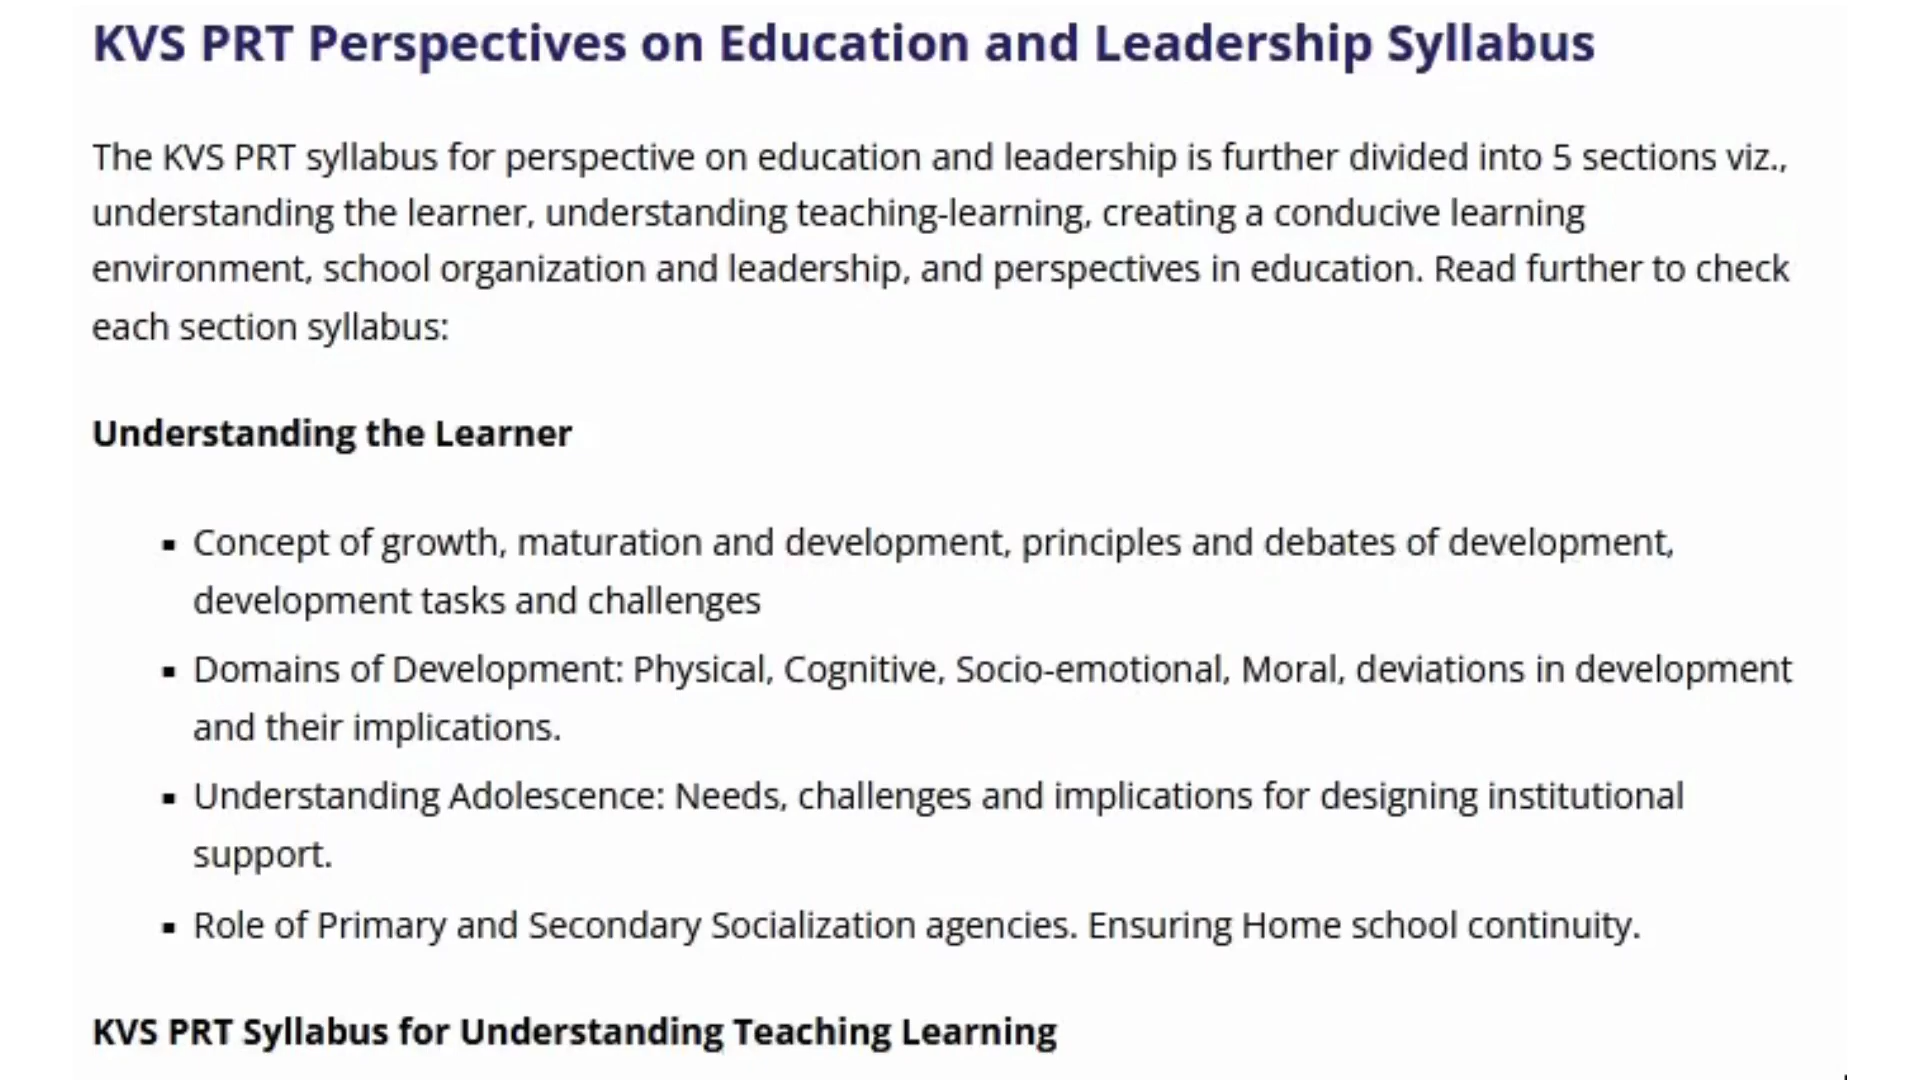 KVS PRT Perspectives on Education and Leadership Syllabus
The KVS PRT syllabus for perspective on education and leadership is further divided into 5 sections viz.,
understanding the learner, understanding teaching-learning, creating a conducive learning
environment, school organization and leadership, and perspectives in education. Read further to check
each section syllabus:
Understanding the Learner
▪ Concept of growth, maturation and development, principles and debates of development,
development tasks and challenges
▪ Domains of Development: Physical, Cognitive, Socio-emotional, Moral, deviations in development
and their implications.
▪ Understanding Adolescence: Needs, challenges and implications for designing institutional
support.
▪ Role of Primary and Secondary Socialization agencies. Ensuring Home school continuity.
KVS PRT Syllabus for Understanding Teaching Learning